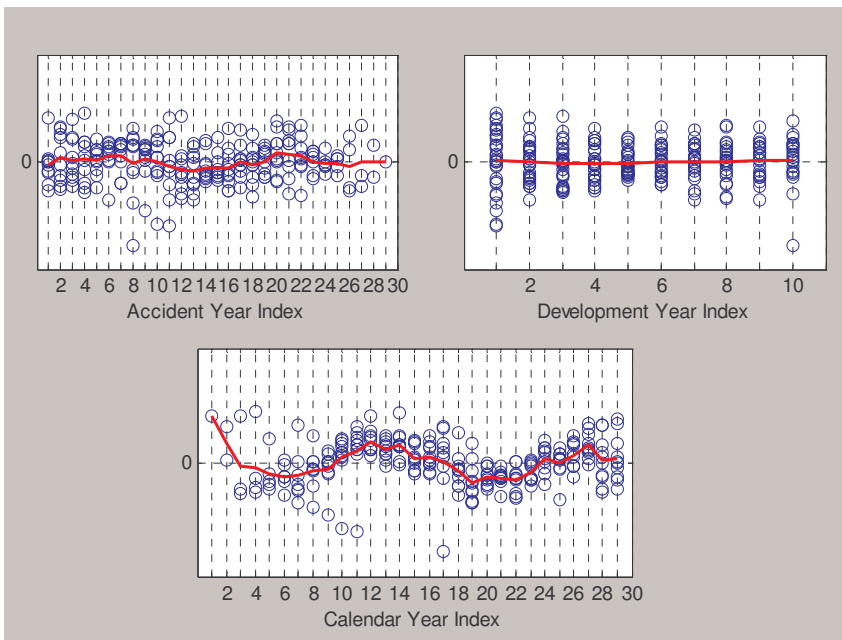 0
2 4 6 8 10 12 14 16 18 20 22 24 26 28 30
Accident Year Index
0
2 4 6 8 10
Development Year Index
0
2 4 6 8 10 12 14 16 18 20 22 24 26 28 30
Calendar Year Index